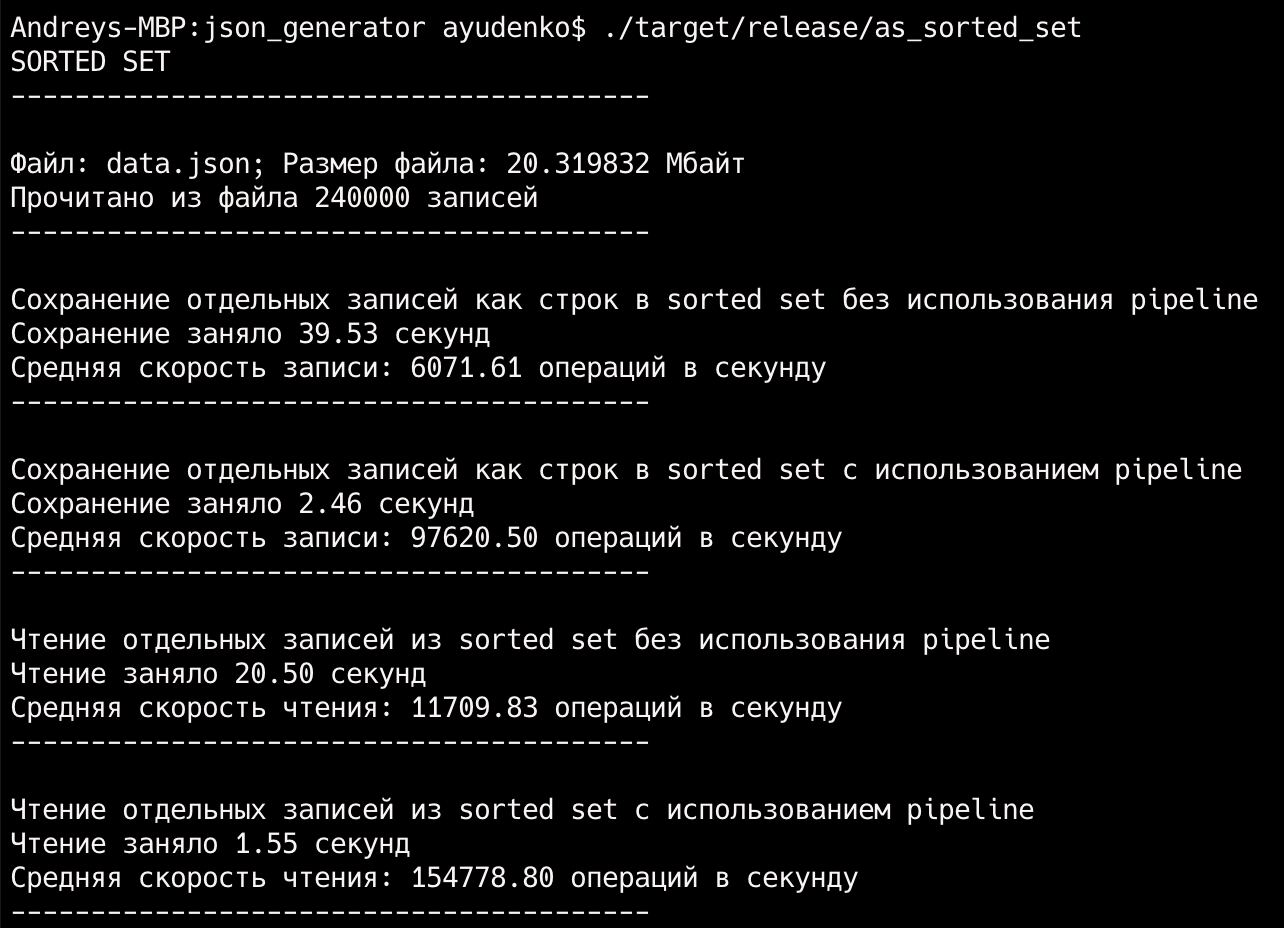 Andreys-MBP:json_generator ayudenko$ ./target/release/as_sorted_set
SORTED SET
----------------------------------------
Файл: data.json; Размер файла: 20.319832 Мбайт
Прочитано из файла 240000 записей
----------------------------------------
Сохранение отдельных записей как строк в sorted set без использования pipeline
Сохранение заняло 39.53 секунд
Средняя скорость записи: 6071.61 операций в секунду
----------------------------------------
Сохранение отдельных записей как строк в sorted set с использованием pipeline
Сохранение заняло 2.46 секунд
Средняя скорость записи: 97620.50 операций в секунду
----------------------------------------
Чтение отдельных записей из sorted set без использования pipeline
Чтение заняло 20.50 секунд
Средняя скорость чтения: 11709.83 операций в секунду
----------------------------------------
Чтение отдельных записей из sorted set с использованием pipeline
Чтение заняло 1.55 секунд
Средняя скорость чтения: 154778.80 операций в секунду
----------------------------------------